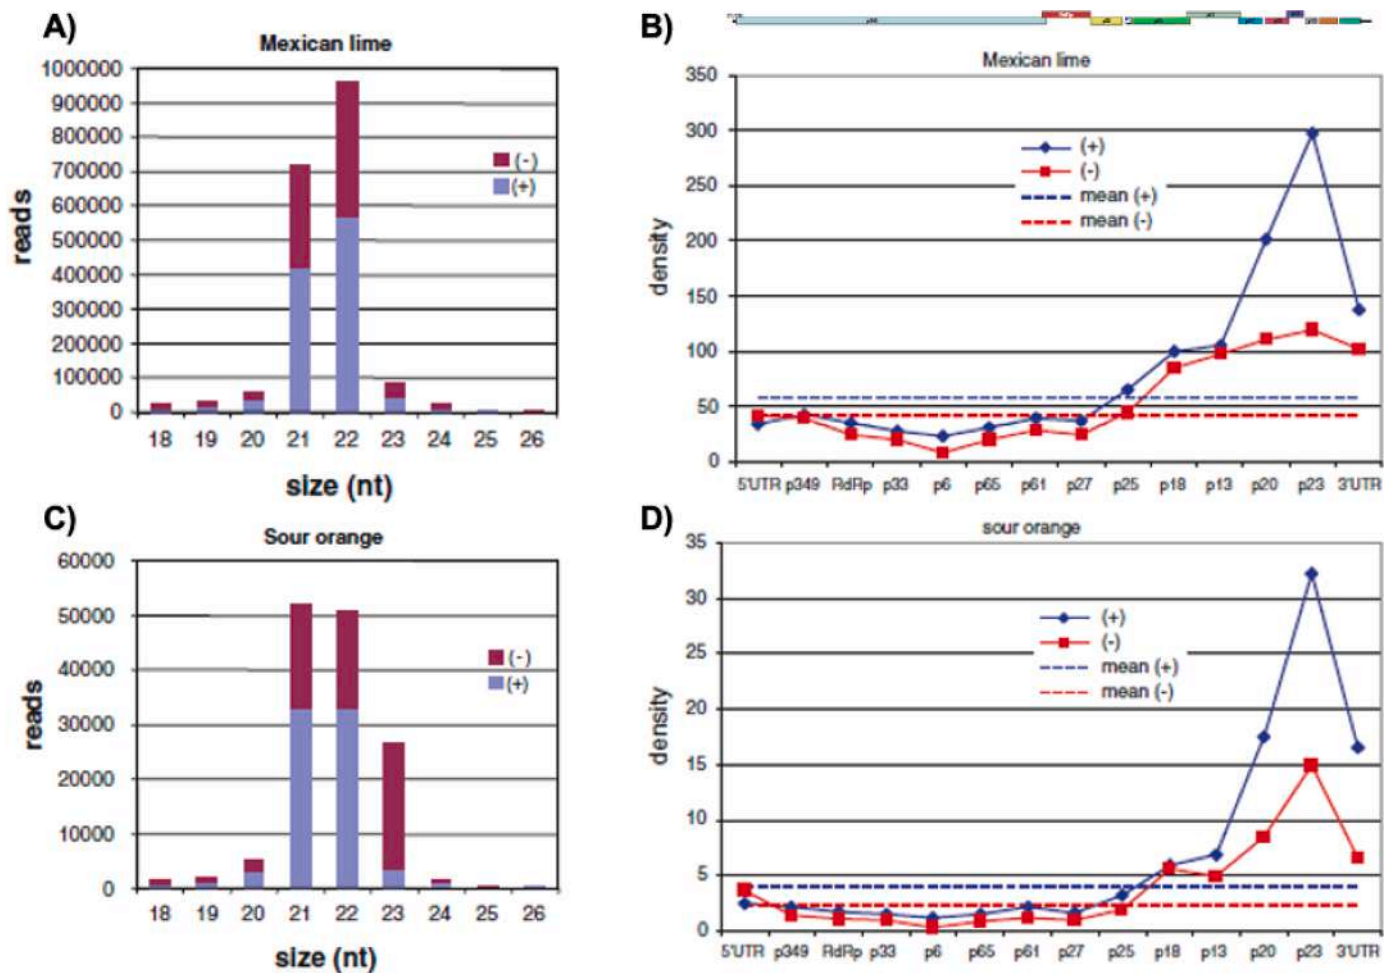 A)
Mexican lime
1000000
900000
800000
700000
600000
500000
400000
300000
200000
100000
0
reads
(-)
(+)
18 19 20 21 22 23 24 25 26
size (nt)
B)
Mexican lime
350
300
250
200
150
100
50
0
density
(+)
(-)
mean (+)
mean (-)
5'UTR p349 RdRp p33 p6 p65 p61 p27 p25 p18 p13 p20 p23 3'UTR
C)
Sour orange
60000
50000
40000
30000
20000
10000
0
reads
(-)
(+)
18 19 20 21 22 23 24 25 26
size (nt)
D)
sour orange
35
30
25
20
15
10
5
0
density
(+)
(-)
mean (+)
mean (-)
5'UTR p349 RdRp p33 p6 p65 p61 p27 p25 p18 p13 p20 p23 3'UTR